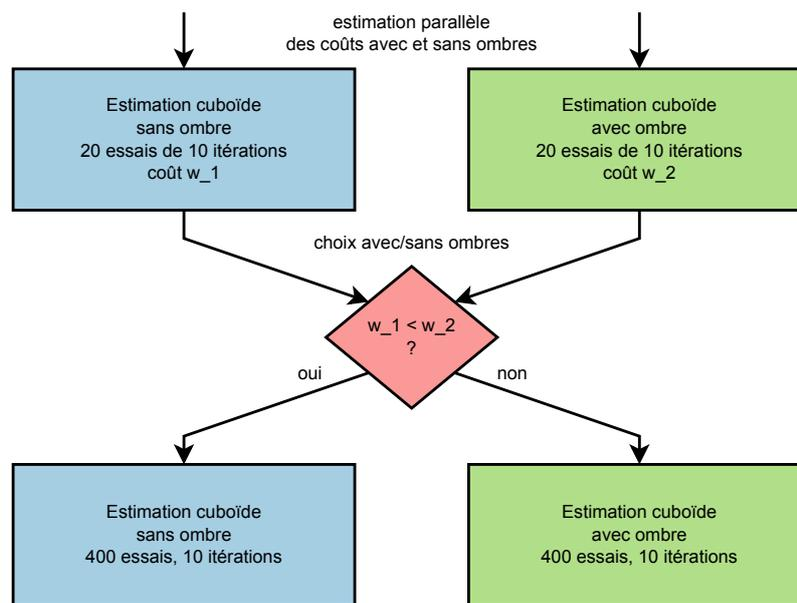 estimation parallèle
des coûts avec et sans ombres
Estimation cuboïde
sans ombre
20 essais de 10 itérations
coût w_1
Estimation cuboïde
avec ombre
20 essais de 10 itérations
coût w_2
choix avec/sans ombres
w_1 < w_2
?
oui
non
Estimation cuboïde
sans ombre
400 essais, 10 itérations
Estimation cuboïde
avec ombre
400 essais, 10 itérations